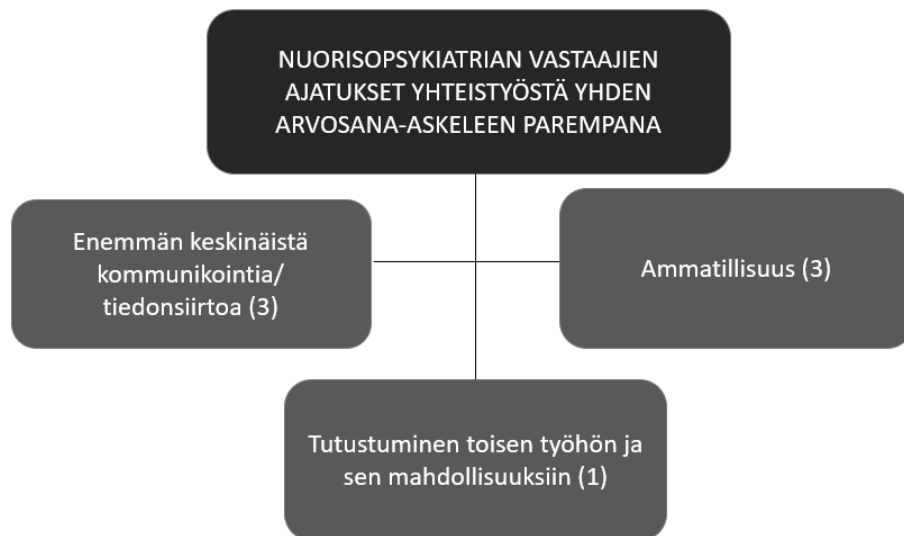 NUORISOPSYKIATRIAN VASTAAJIEN
AJATUKSET YHTEISTYÖSTÄ YHDEN
ARVOSANA-ASKELEEN PAREMPANA
Enemmän keskinäistä
kommunikointia/
tiedonsiirtoa (3)
Ammatillisuus (3)
Tutustuminen toisen työhön ja
sen mahdollisuuksiin (1)